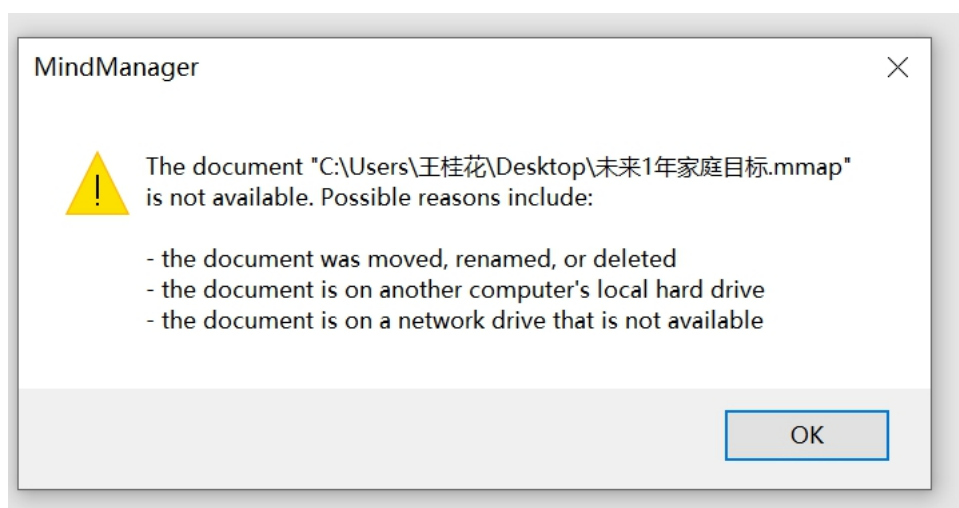 MindManager
The document "C:\Users\王桂花\Desktop\未来1年家庭目标.mmap"
is not available. Possible reasons include:
- the document was moved, renamed, or deleted
- the document is on another computer's local hard drive
- the document is on a network drive that is not available
OK